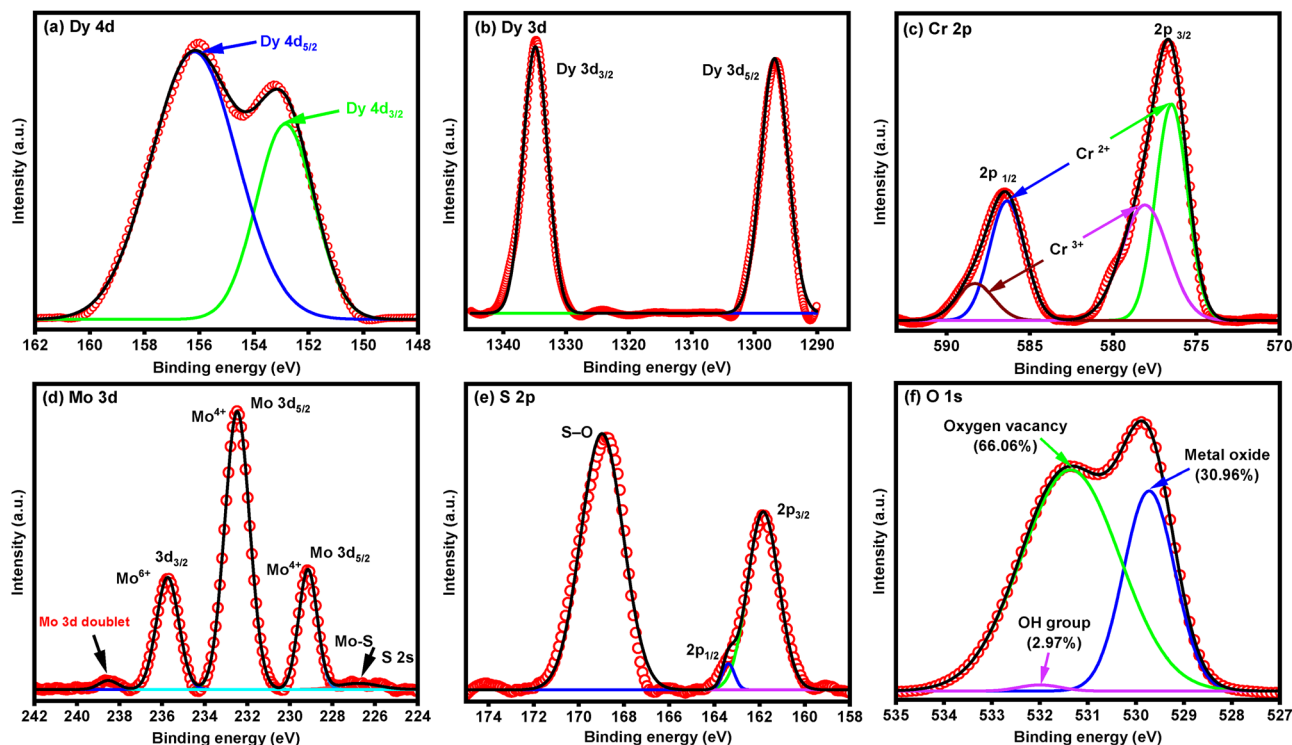 (a) Dy 4d
Dy 4d5/2
Dy 4d3/2
Intensity (a.u.)
162 160 158 156 154 152 150 148
Binding energy (eV)
(b) Dy 3d
Dy 3d3/2
Dy 3d5/2
Intensity (a.u.)
1340 1330 1320 1310 1300 1290
Binding energy (eV)
(c) Cr 2p
2p 3/2
Cr 2+
2p 1/2
Cr 3+
Intensity (a.u.)
590 585 580 575 570
Binding energy (eV)
(d) Mo 3d
Mo 3d5/2
Mo4+
3d3/2
Mo 3d5/2
Mo6+
Mo4+
Mo 3d doublet
Mo-S
S 2s
Intensity (a.u.)
242 240 238 236 234 232 230 228 226 224
Binding energy (eV)
(e) S 2p
S–O
2p3/2
2p1/2
Intensity (a.u.)
174 172 170 168 166 164 162 160 158
Binding energy (eV)
(f) O 1s
Oxygen vacancy
(66.06%)
Metal oxide
(30.96%)
OH group
(2.97%)
Intensity (a.u.)
535 534 533 532 531 530 529 528 527
Binding energy (eV)